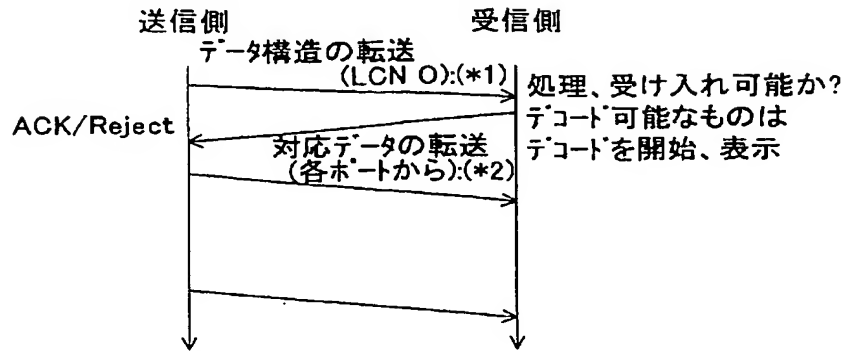 送信側 受信側
データ構造の転送
(LCN 0):(*1)
処理、受け入れ可能か?
ACK/Reject
デコード可能なものは
対応データの転送
デコードを開始、表示
(各ポートから):(*2)